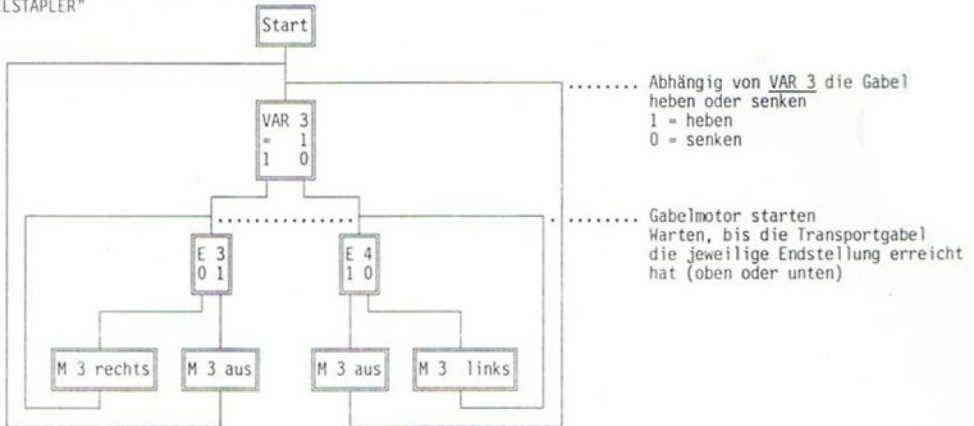 Start
VAR 3
= 1
1 0
........ Abhängig von VAR 3 die Gabel
heben oder senken
1 = heben
0 = senken
. ........ Gabelmotor starten
Warten, bis die Transportgabel
die jeweilige Endstellung erreicht
hat (oben oder unten)
E 3
0 1
E 4
1 0
M 3 rechts
M 3 aus
M 3 aus
M 3 links